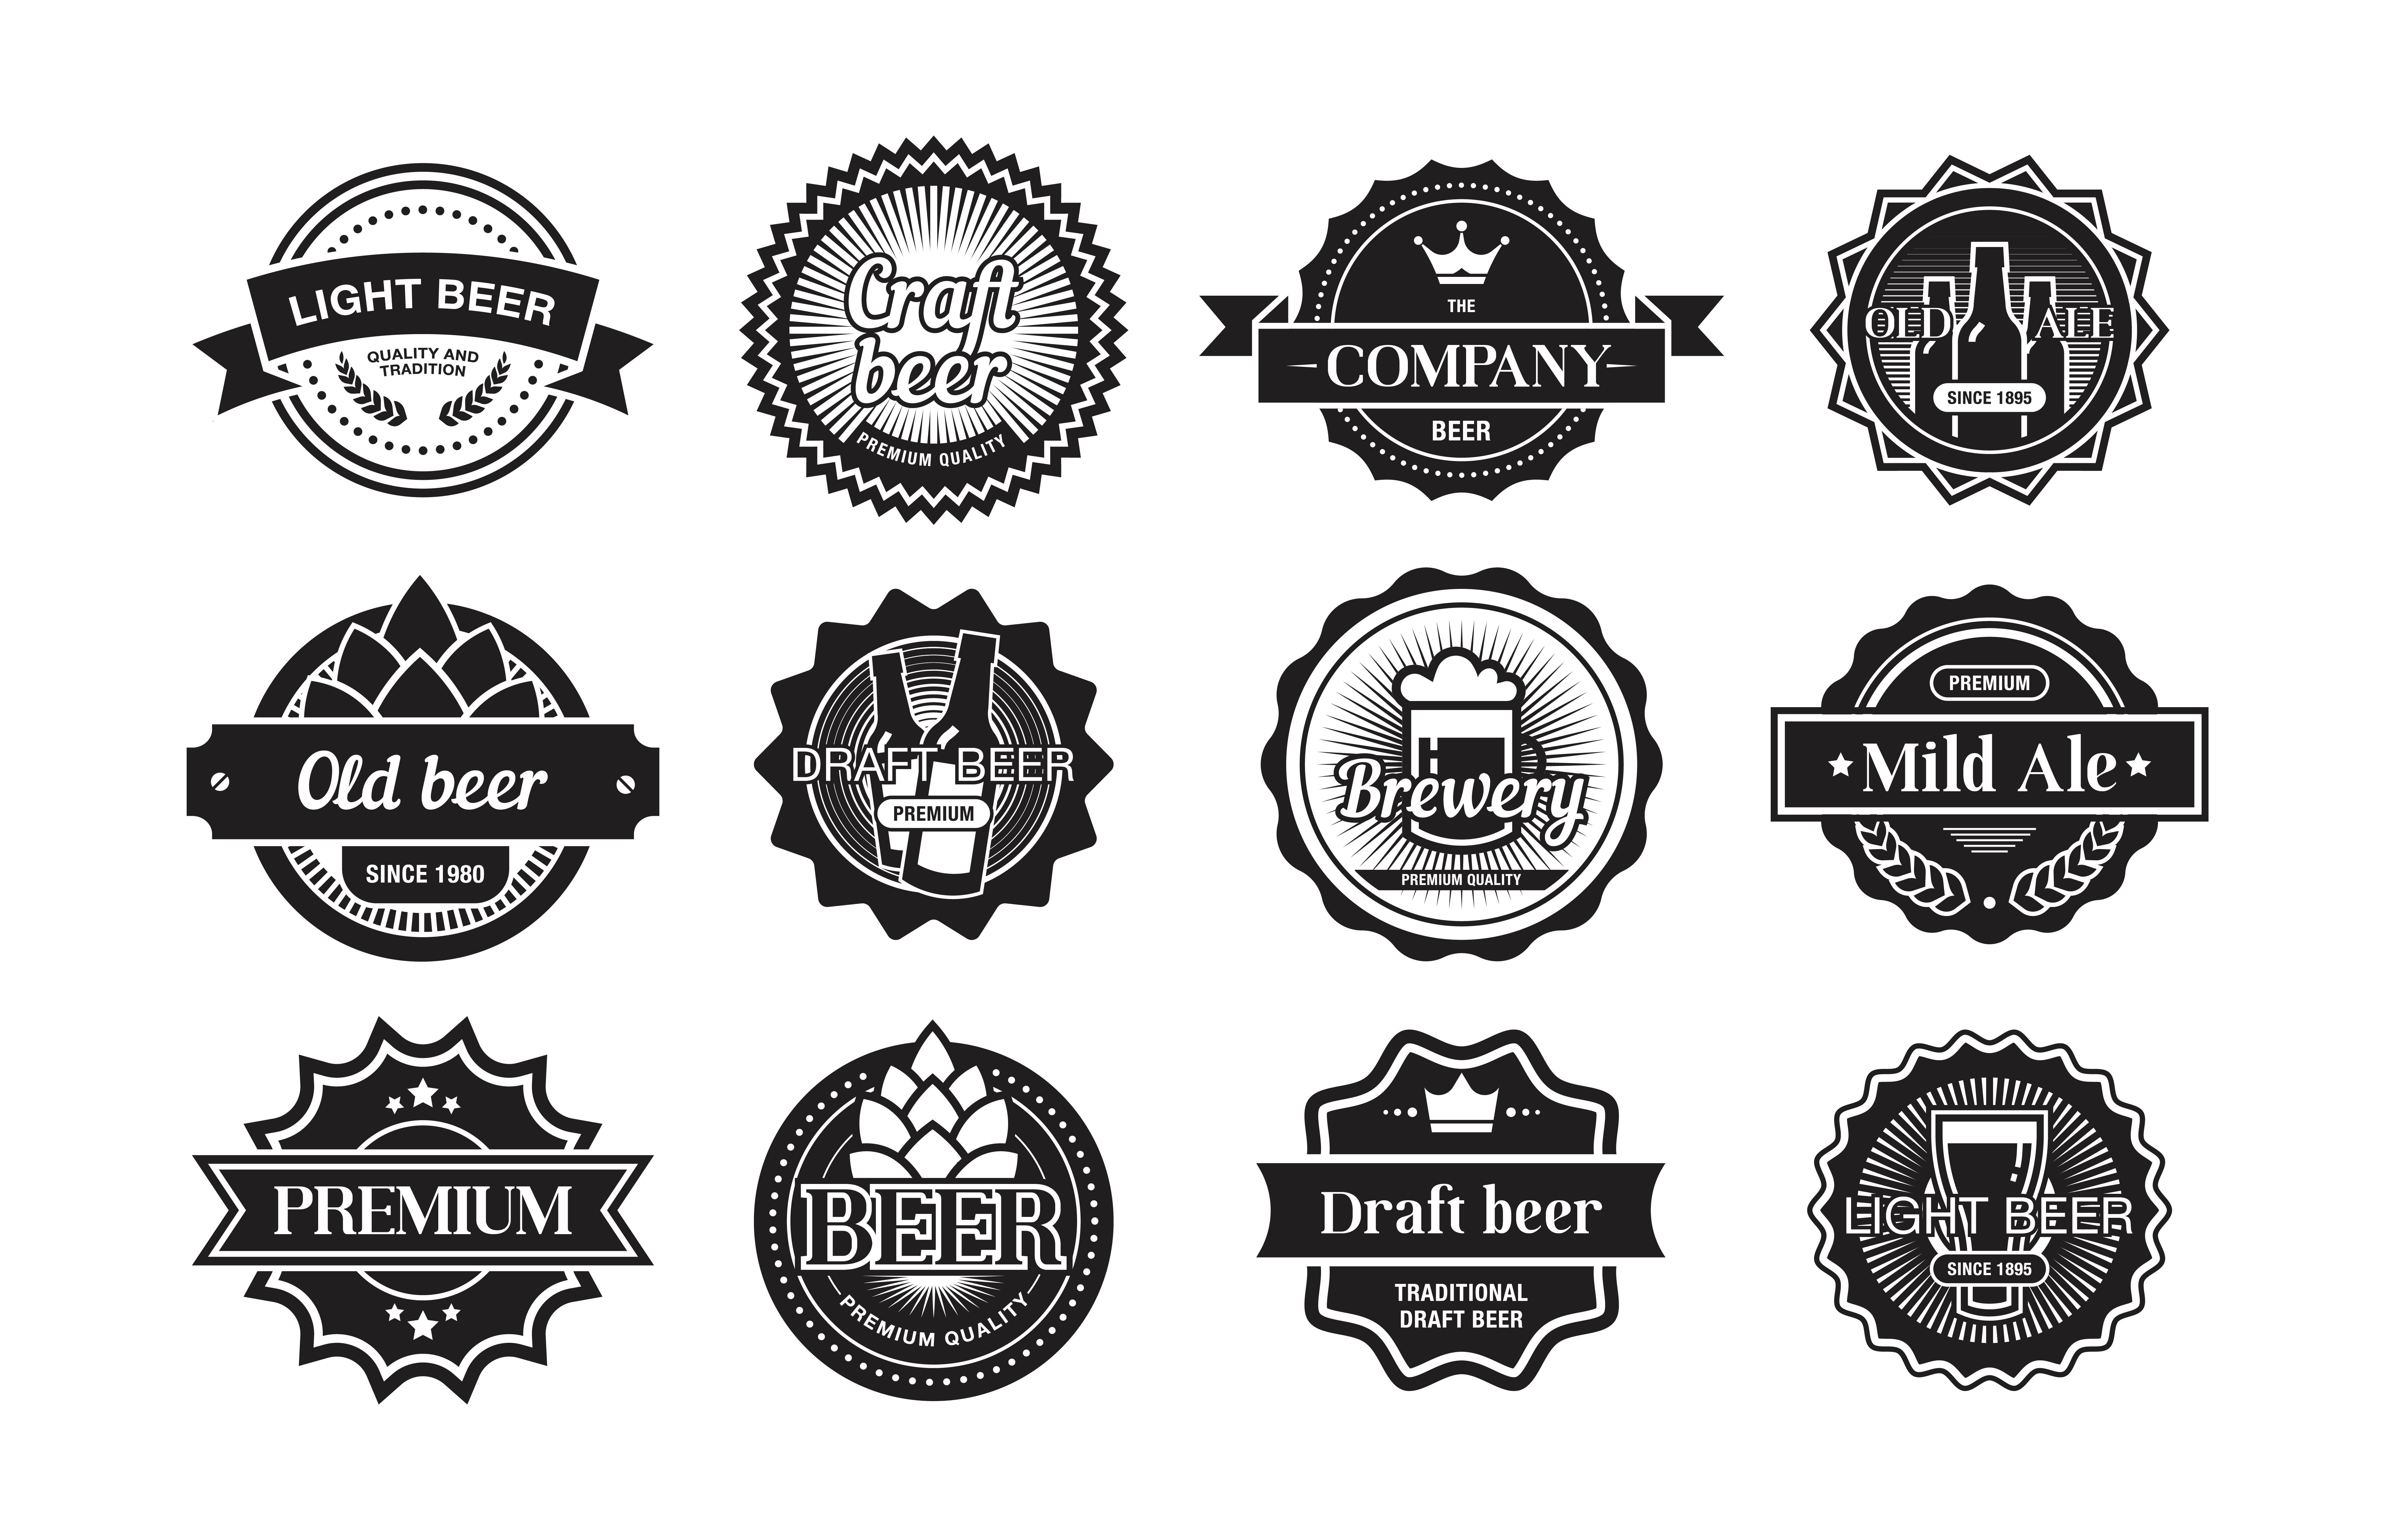 LIGHT BEER
QUALITY AND
TRADITION
Craft
beer
PREMIUM QUALITY
THE
COMPANY
BEER
OLD ALE
SINCE 1895
Old beer
SINCE 1980
DRAFT BEER
PREMIUM
Brewery
PREMIUM QUALITY
PREMIUM
Mild Ale
PREMIUM
BEER
PREMIUM QUALITY
Draft beer
TRADITIONAL
DRAFT BEER
LIGHT BEER
SINCE 1895